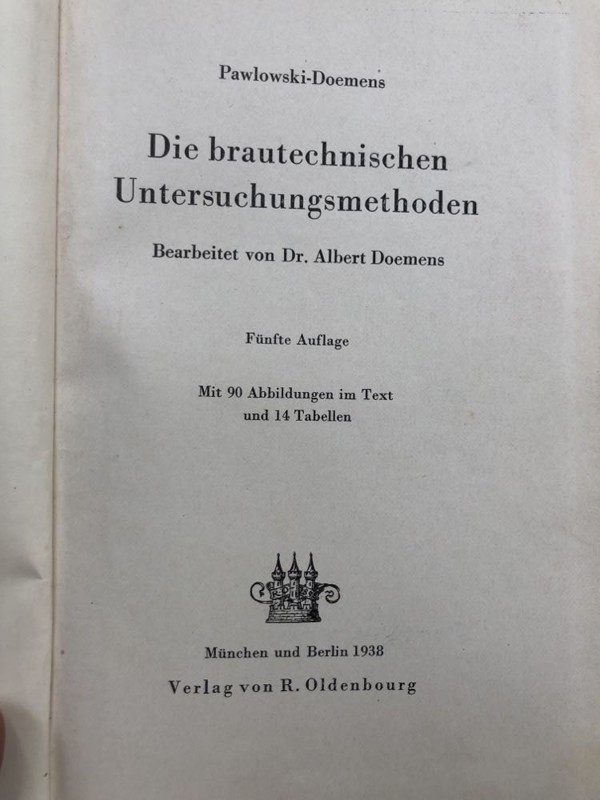 Pawlowski-Doemens
Die brautechnischen
Untersuchungsmethoden
Bearbeitet von Dr. Albert Doemens
Fünfte Auflage
Mit 90 Abbildungen im Text
und 14 Tabellen
München und Berlin 1938
Verlag von R. Oldenbourg